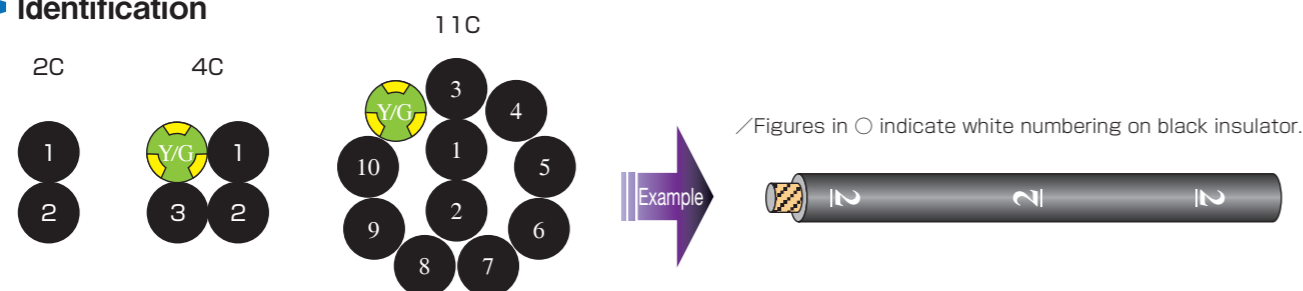 Identification
2C
1
2
4C
Y/G 1
3 2
11C
3
Y/G 4
1
10 5
2
9 6
8 7
Example
／Figures in ○ indicate white numbering on black insulator.
2 2 2